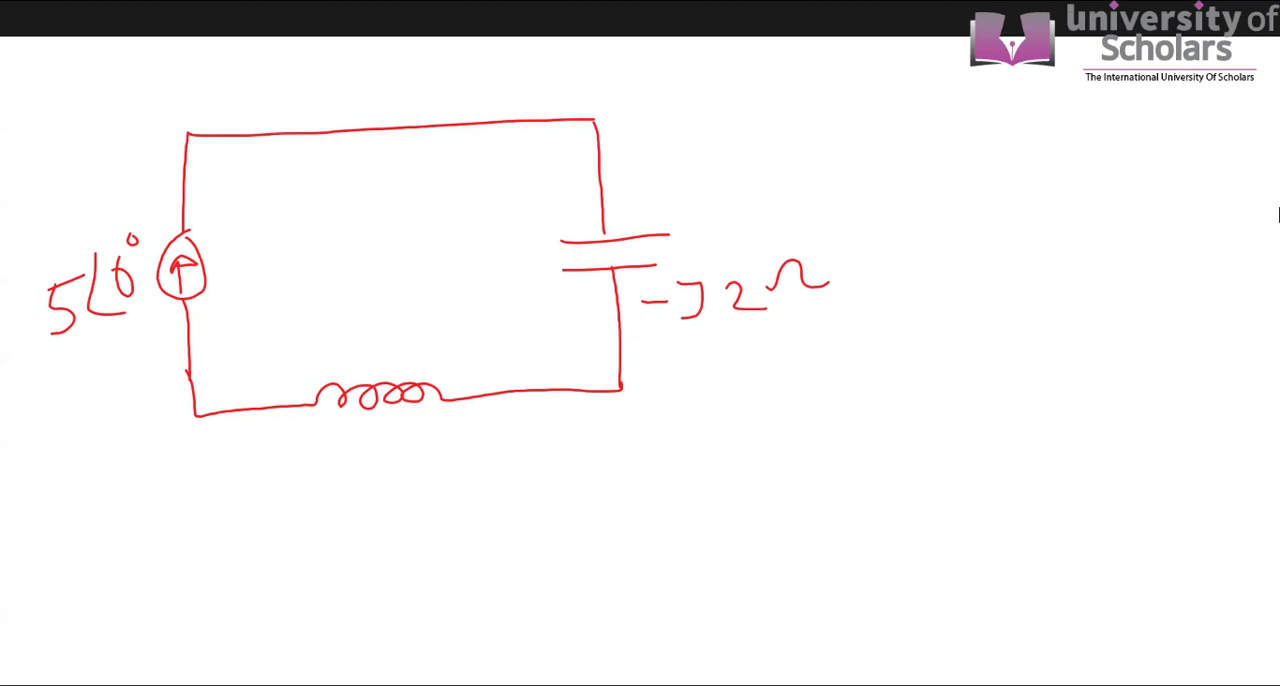 university of
Scholars
The International University Of Scholars
5∠0°
-J2Ω